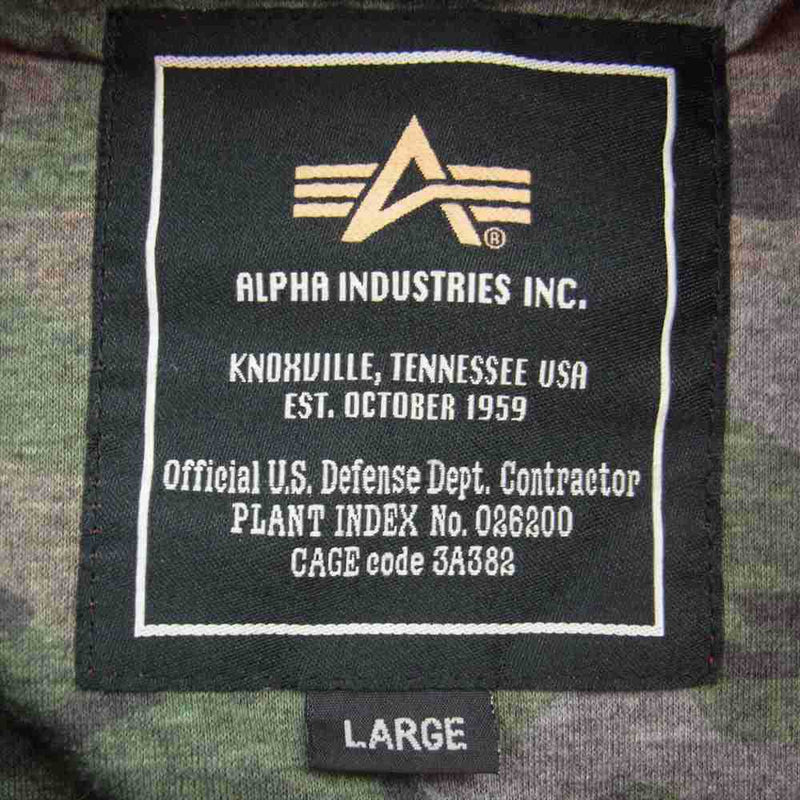 ®
ALPHA INDUSTRIES INC.
KNOXVILLE, TENNESSEE USA
EST. OCTOBER 1959
Official U.S. Defense Dept. Contractor
PLANT INDEX No. 026200
CAGE code 3A382
LARGE